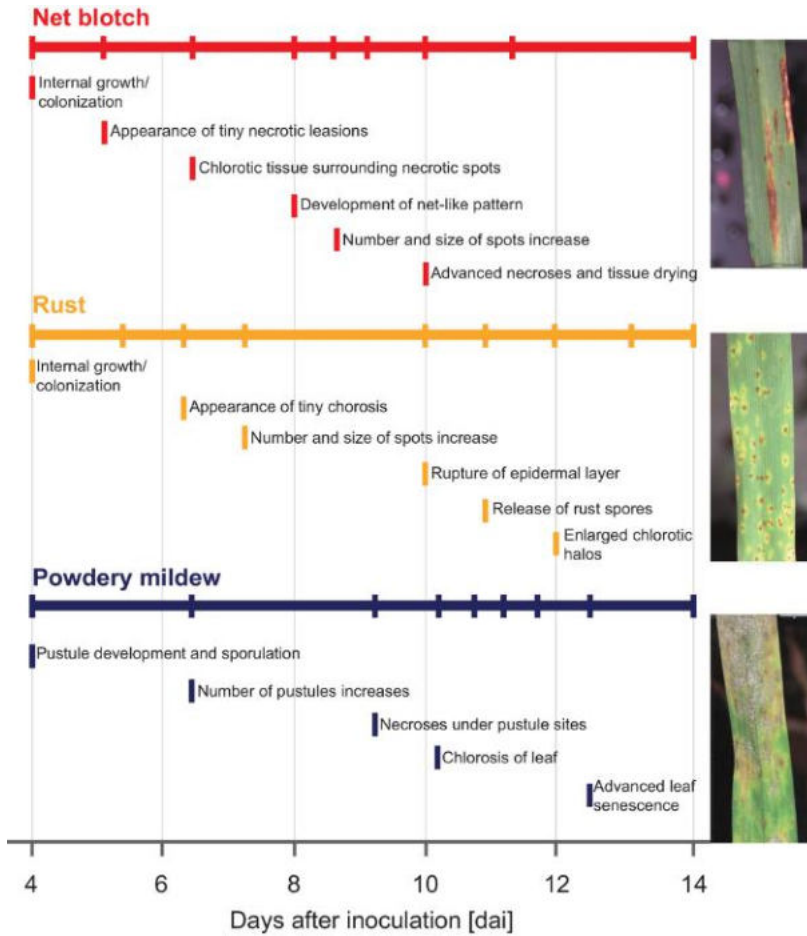 Net blotch
Internal growth/
colonization
Appearance of tiny necrotic leasions
Chlorotic tissue surrounding necrotic spots
Development of net-like pattern
Number and size of spots increase
Advanced necroses and tissue drying
Rust
Internal growth/
colonization
Appearance of tiny chorosis
Number and size of spots increase
Rupture of epidermal layer
Release of rust spores
Enlarged chlorotic
halos
Powdery mildew
Pustule development and sporulation
Number of pustules increases
Necroses under pustule sites
Chlorosis of leaf
Advanced leaf
senescence
4 6 8 10 12 14
Days after inoculation [dai]